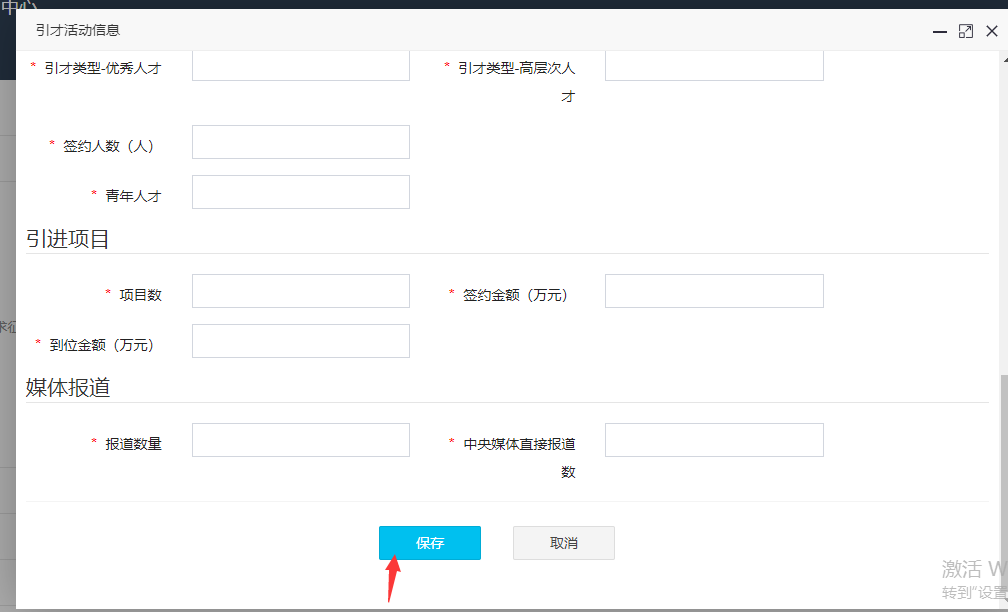 中心
引才活动信息
* 引才类型-优秀人才
* 引才类型-高层次人
才
* 签约人数（人）
* 青年人才
引进项目
* 项目数
* 签约金额（万元）
* 到位金额（万元）
媒体报道
* 报道数量
* 中央媒体直接报道
数
保存
取消
激活 W
转到"设置